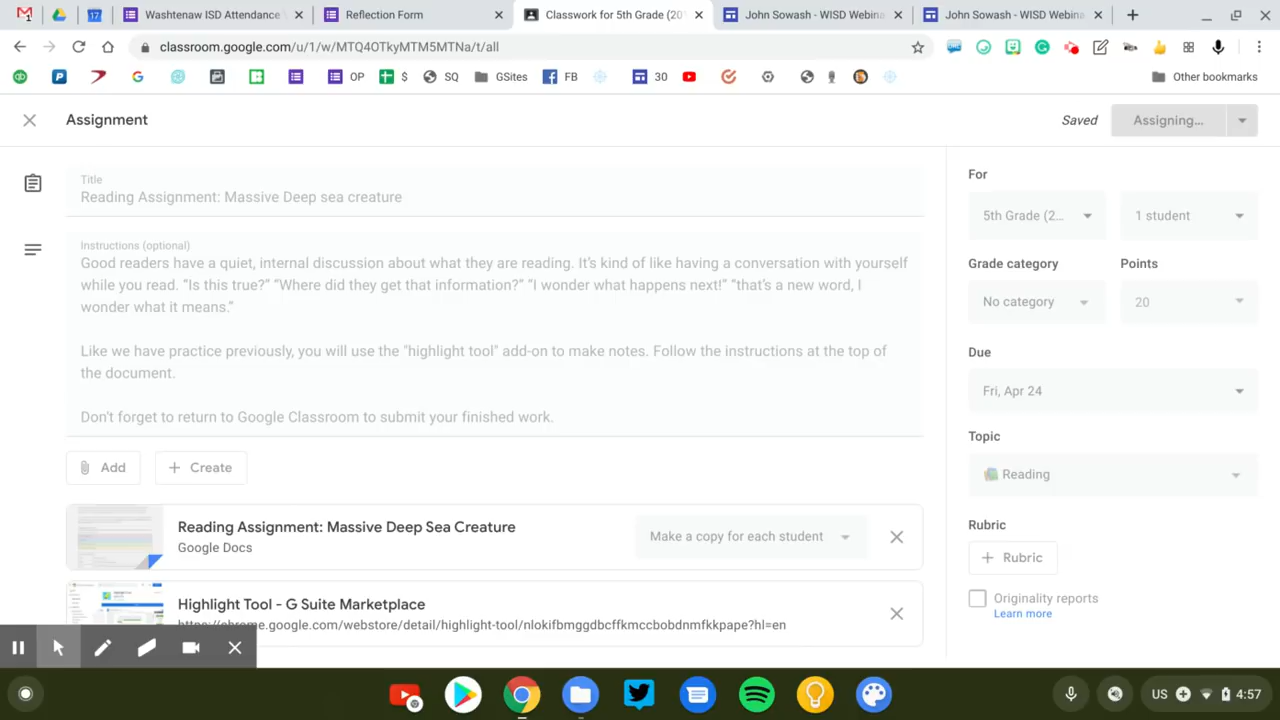 Washtenaw ISD Attendance
Reflection Form
Classwork for 5th Grade (20
John Sowash - WISD Webina
John Sowash - WISD Webina
classroom.google.com/u/1/w/MTQ4OTkyMTM5MTNa/t/all
OP
$
SQ
GSites
FB
30
Other bookmarks
Assignment
Saved
Assigning...
Title
Reading Assignment: Massive Deep sea creature
Instructions (optional)
Good readers have a quiet, internal discussion about what they are reading. It's kind of like having a conversation with yourself
while you read. “Is this true?” “Where did they get that information?” “I wonder what happens next!” “that's a new word, I
wonder what it means.”
Like we have practice previously, you will use the "highlight tool" add-on to make notes. Follow the instructions at the top of
the document.
Don't forget to return to Google Classroom to submit your finished work.
Add
Create
Reading Assignment: Massive Deep Sea Creature
Google Docs
Make a copy for each student
Highlight Tool - G Suite Marketplace
https://chrome.google.com/webstore/detail/highlight-tool/nlokifbmggdbcffkmccbobdnmfkkpape?hl=en
For
5th Grade (2...
1 student
Grade category
Points
No category
20
Due
Fri, Apr 24
Topic
Reading
Rubric
Rubric
Originality reports
Learn more
US
4:57